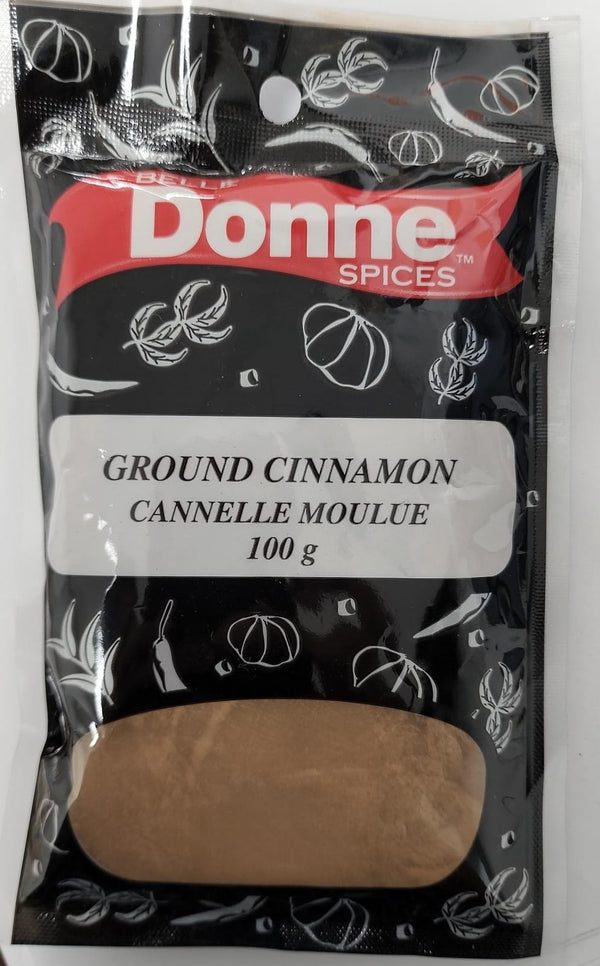 BELLE
Donne
SPICES™
GROUND CINNAMON
CANNELLE MOULUE
100 g